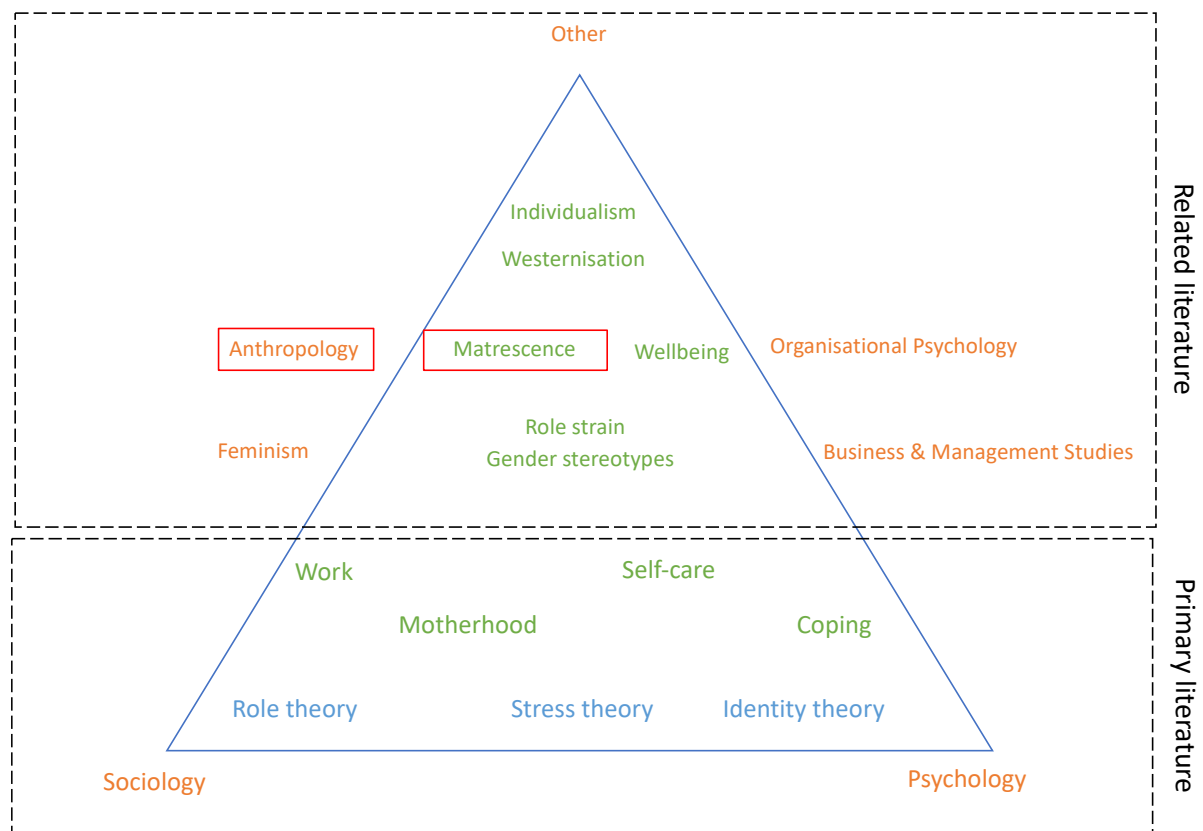 Other
Individualism
Westernisation
Anthropology
Matrescence
Wellbeing
Organisational Psychology
Role strain
Feminism
Gender stereotypes
Business & Management Studies
Related literature
Work
Self-care
Motherhood
Coping
Role theory
Stress theory
Identity theory
Sociology
Psychology
Primary literature